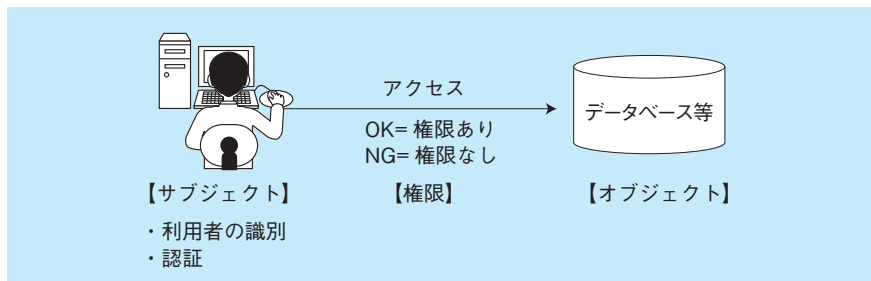 アクセス
OK=権限あり
NG=権限なし
データベース等
【サブジェクト】
【権限】
【オブジェクト】
・利用者の識別
・認証